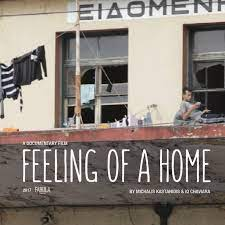 ΕΙΔΟΜΕΝΗ
A DOCUMENTARY FILM
FEELING OF A HOME
2017 FABULA
BY MICHALIS KASTANIDIS & IO CHAVIARA